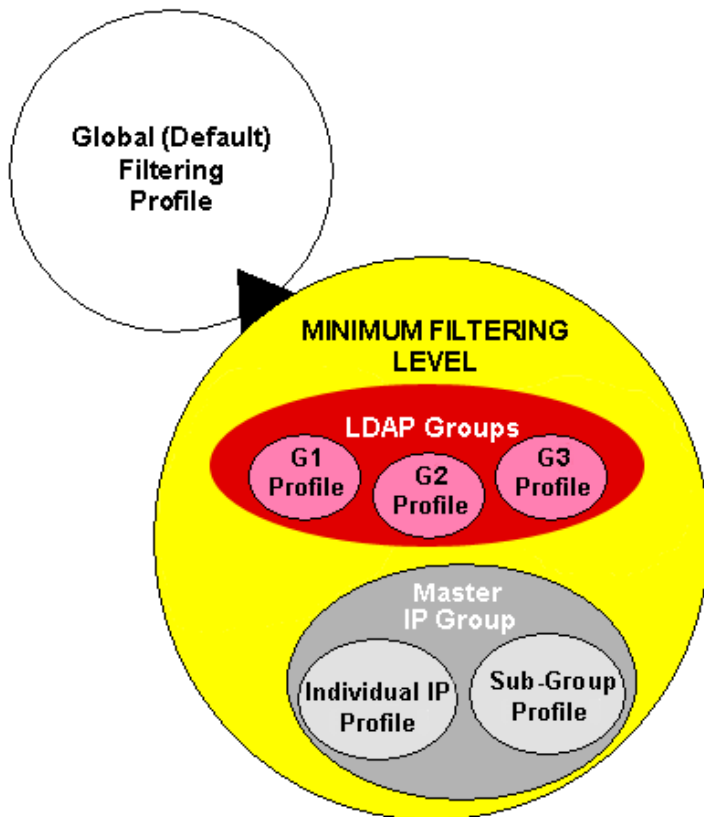 Global (Default)
Filtering
Profile
MINIMUM FILTERING
LEVEL
LDAP Groups
G1
Profile
G2
Profile
G3
Profile
Master
IP Group
Individual IP
Profile
Sub-Group
Profile